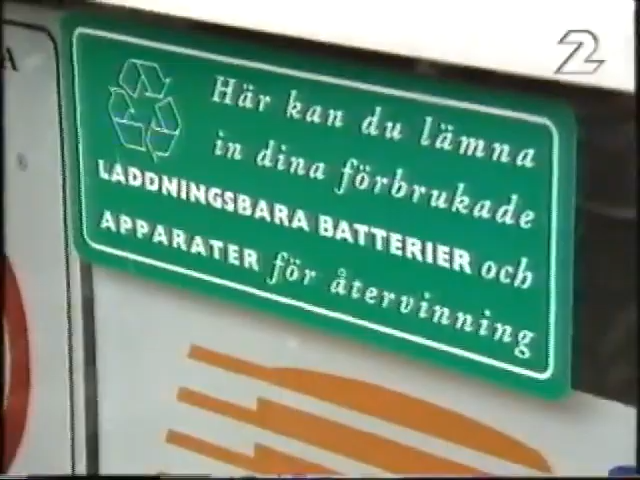 2
A
Här kan du lämna
in dina förbrukade
LADDNINGSBARA BATTERIER och
APPARATER för återvinning